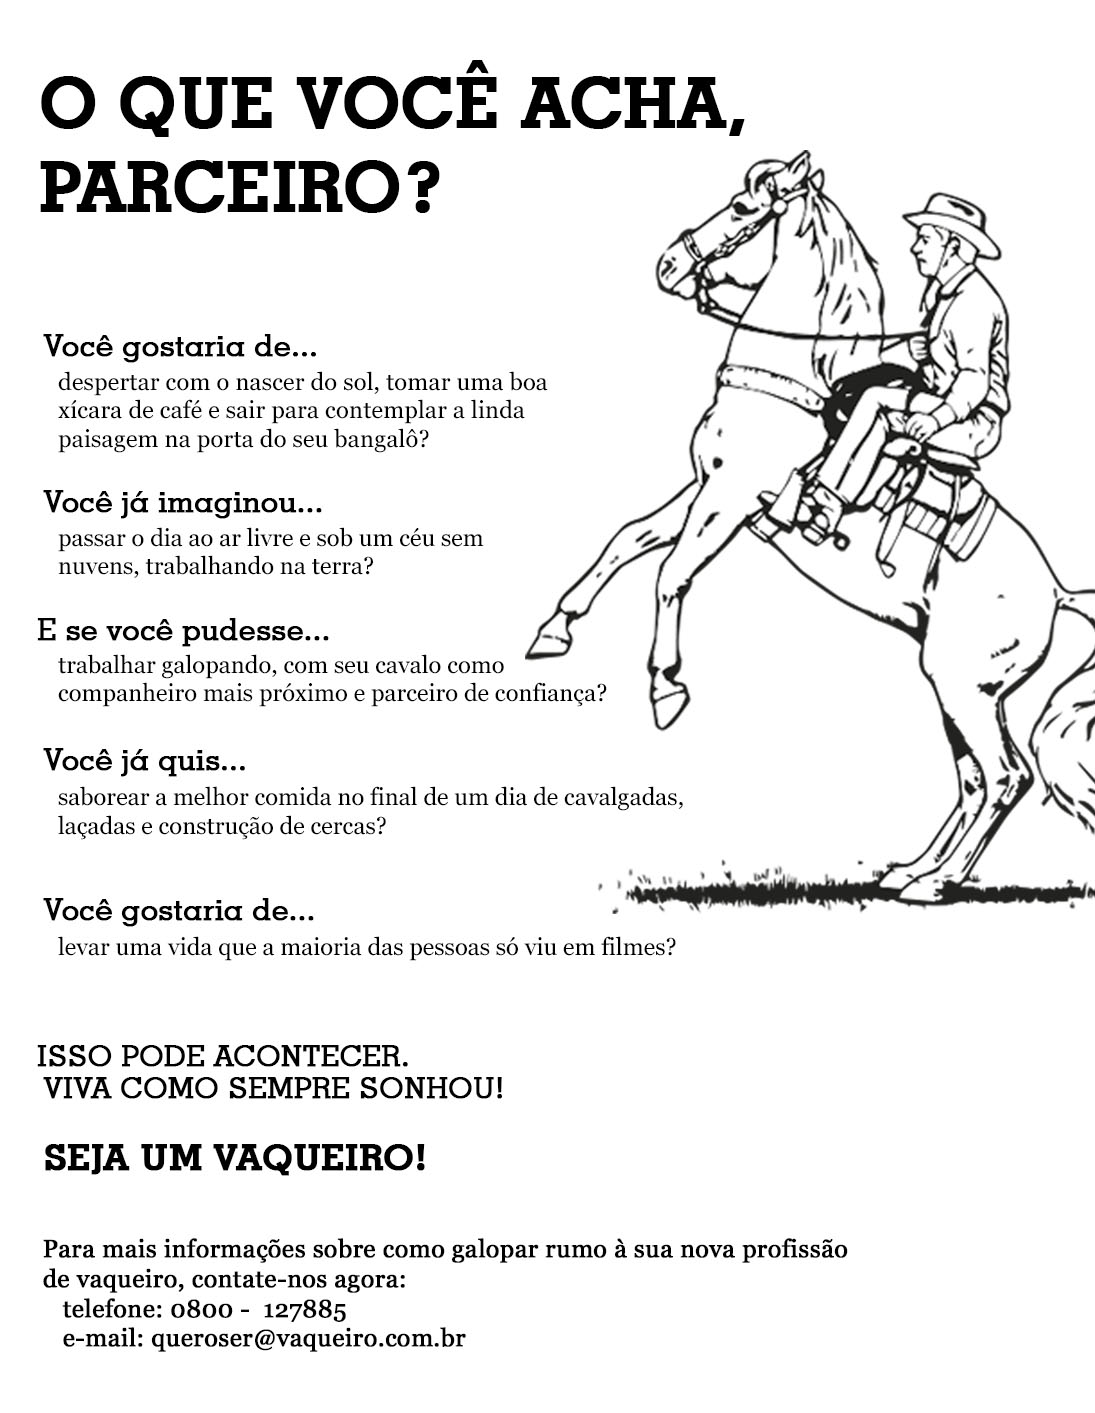 O QUE VOCÊ ACHA,
PARCEIRO?
Você gostaria de...
despertar com o nascer do sol, tomar uma boa
xícara de café e sair para contemplar a linda
paisagem na porta do seu bangalô?
Você já imaginou...
passar o dia ao ar livre e sob um céu sem
nuvens, trabalhando na terra?
E se você pudesse...
trabalhar galopando, com seu cavalo como
companheiro mais próximo e parceiro de confiança?
Você já quis...
saborear a melhor comida no final de um dia de cavalgadas,
laçadas e construção de cercas?
Você gostaria de...
levar uma vida que a maioria das pessoas só viu em filmes?
ISSO PODE ACONTECER.
VIVA COMO SEMPRE SONHOU!
SEJA UM VAQUEIRO!
Para mais informações sobre como galopar rumo à sua nova profissão
de vaqueiro, contate-nos agora:
telefone: 0800 - 127885
e-mail: queroser@vaqueiro.com.br